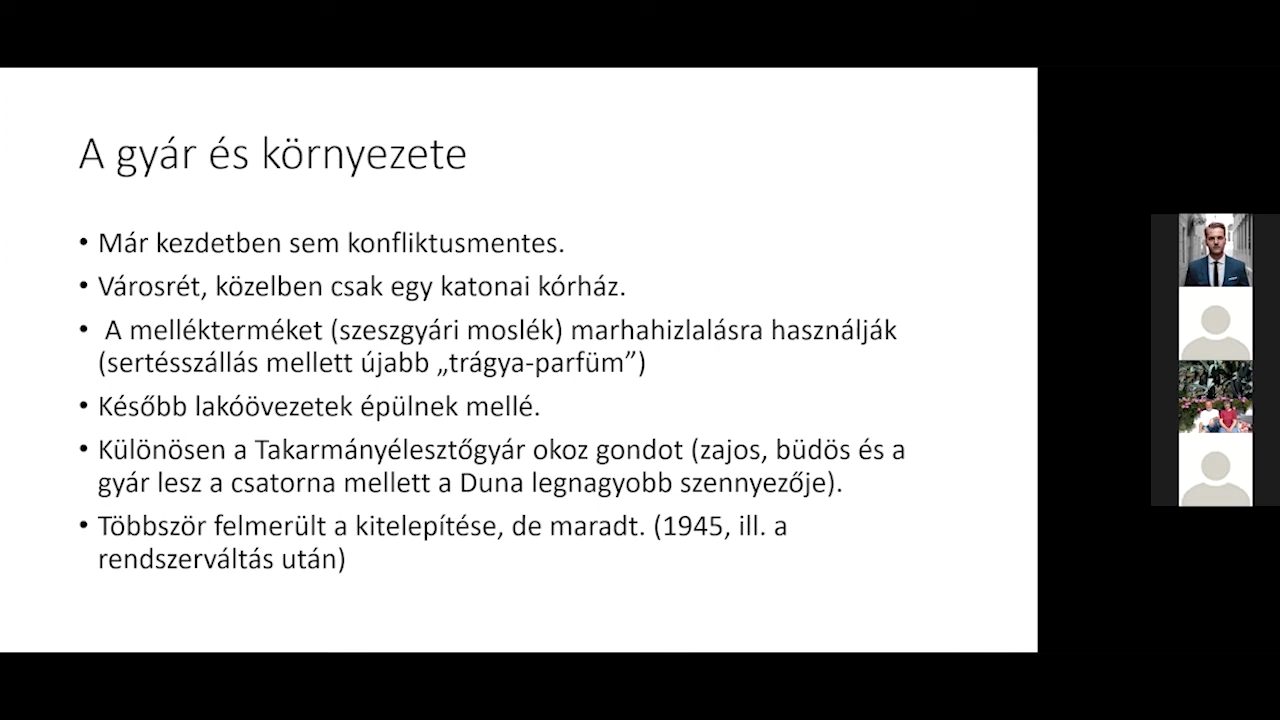 A gyár és környezete
• Már kezdetben sem konfliktusmentes.
• Városrét, közelben csak egy katonai kórház.
• A mellékterméket (szeszgyári moslék) marhahizlalásra használják
(sertésszállás mellett újabb „trágya-parfüm”)
• Később lakóövezetek épülnek mellé.
• Különösen a Takarmányélesztőgyár okoz gondot (zajos, büdös és a
gyár lesz a csatorna mellett a Duna legnagyobb szennyezője).
• Többször felmerült a kitelepítése, de maradt. (1945, ill. a
rendszerváltás után)